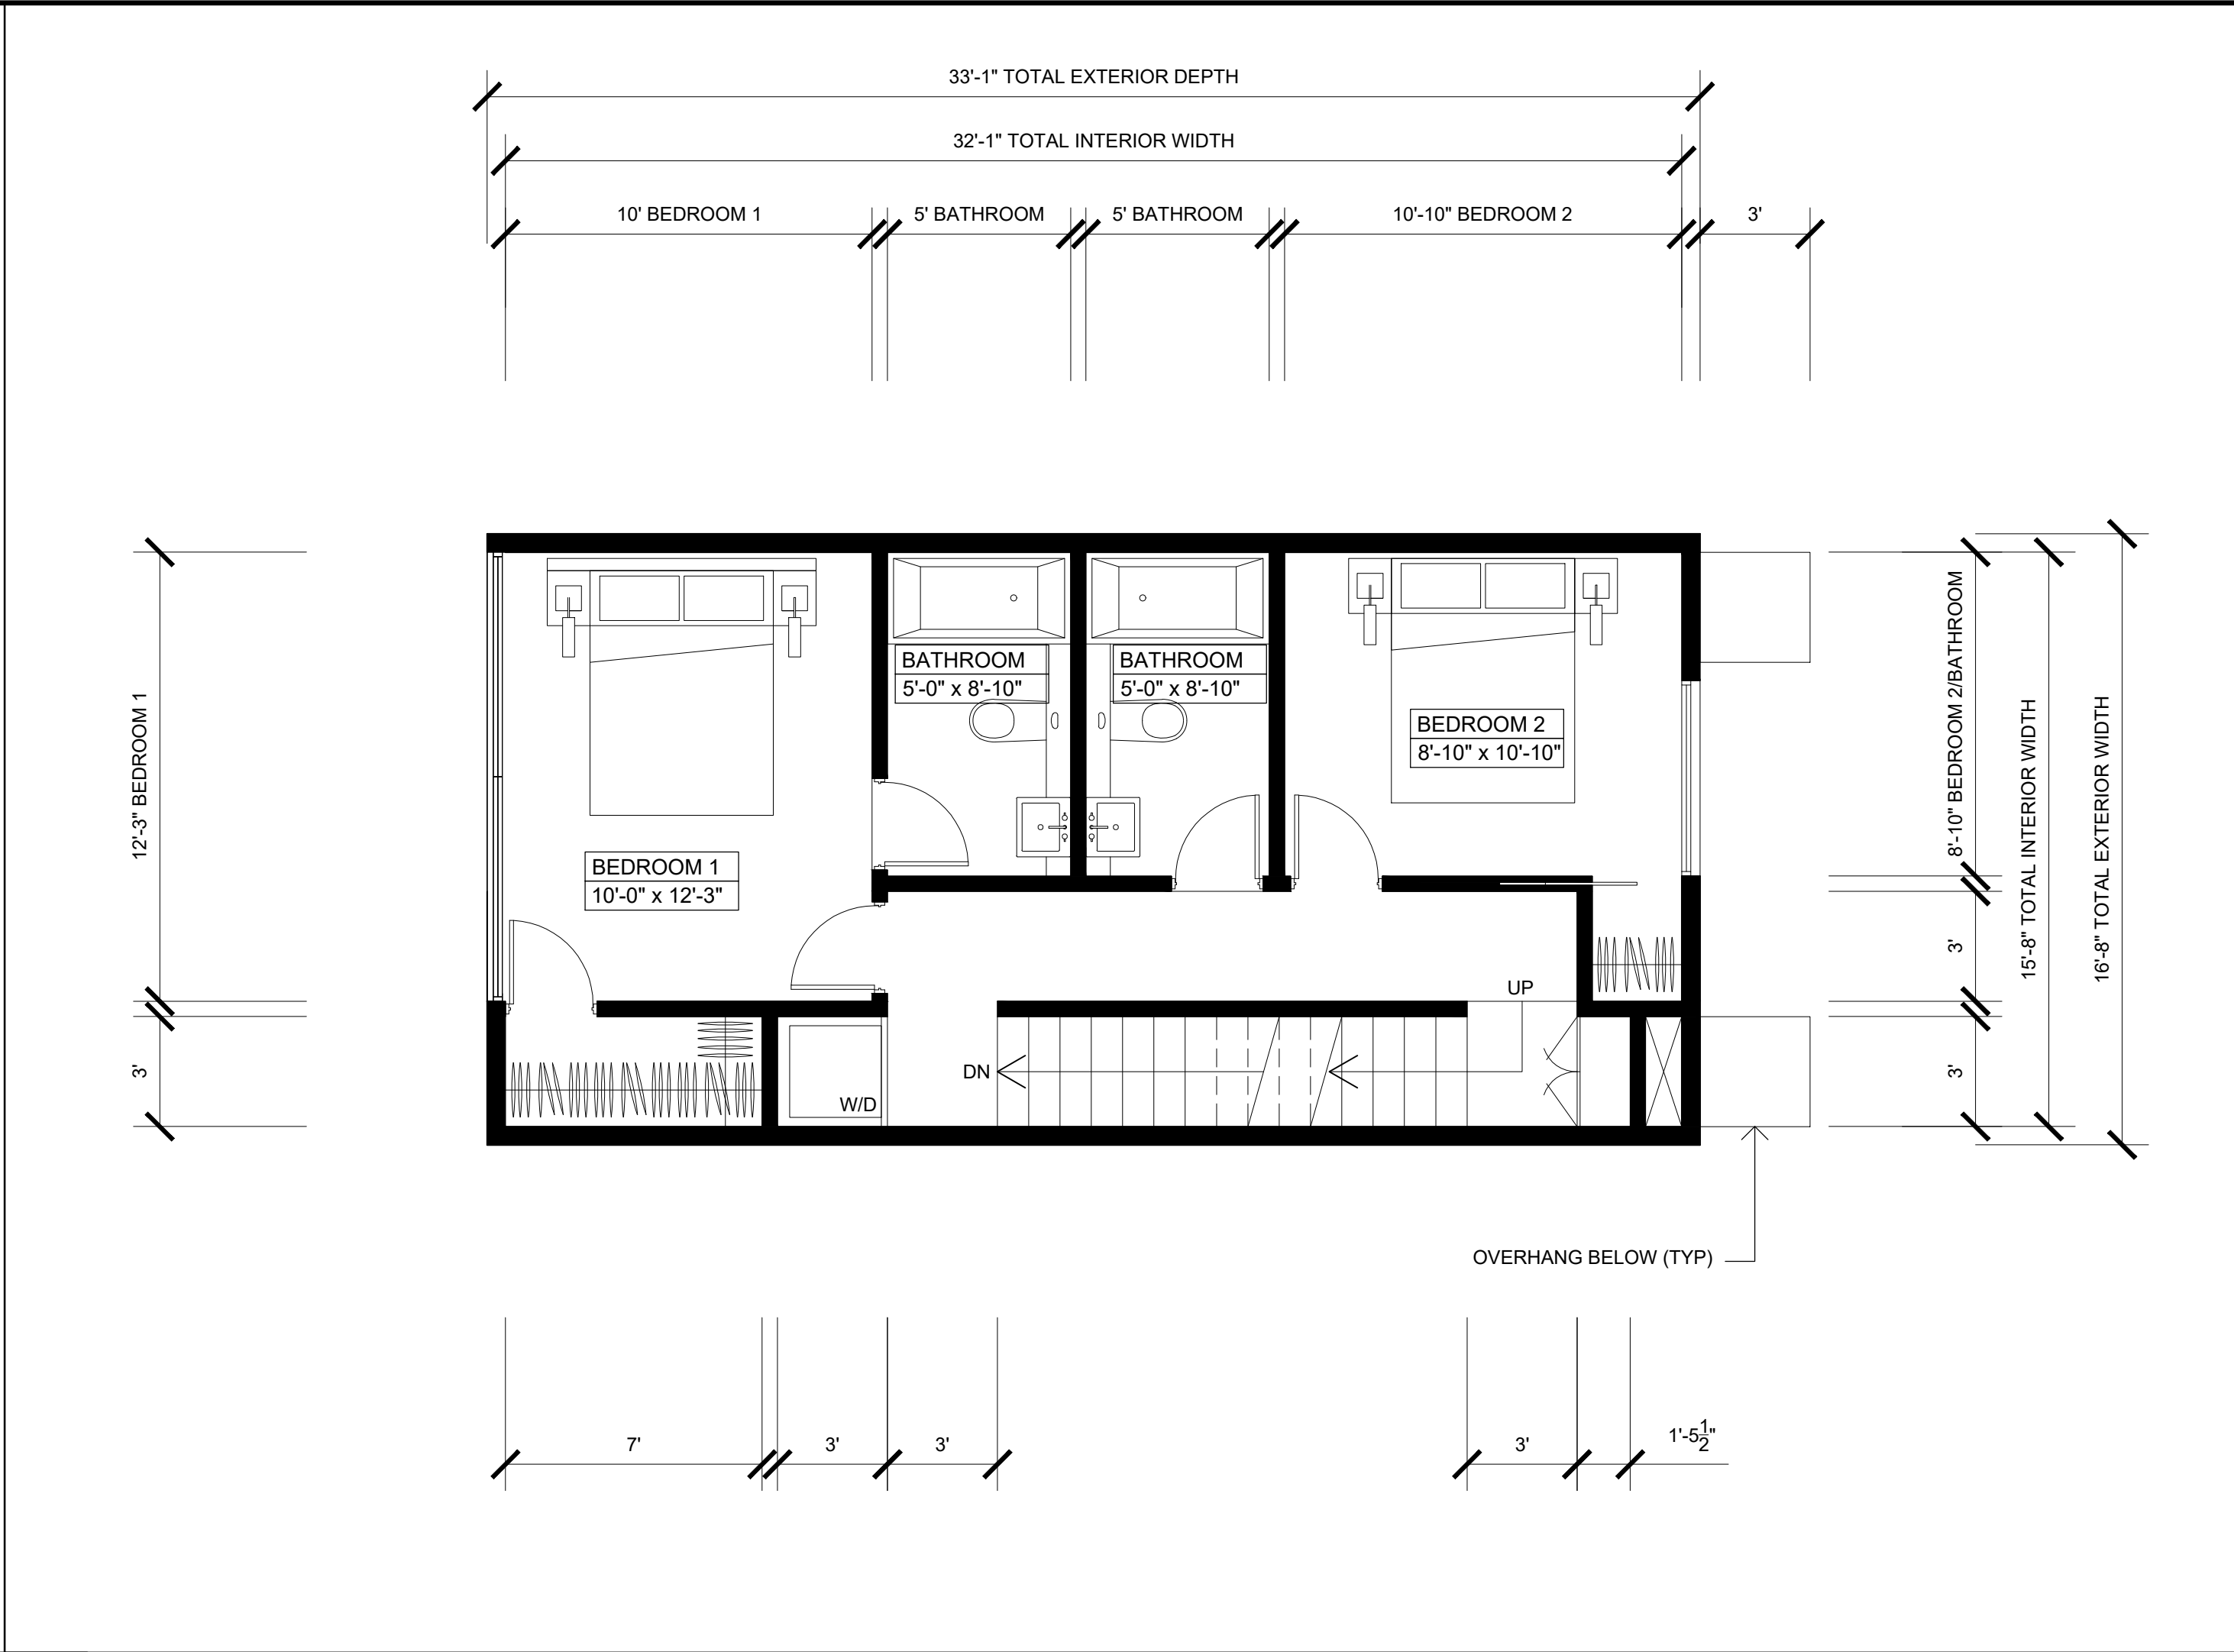 33'-1" TOTAL EXTERIOR DEPTH
32'-1" TOTAL INTERIOR WIDTH
10' BEDROOM 1
5' BATHROOM
5' BATHROOM
10'-10" BEDROOM 2
3'
12'-3" BEDROOM 1
3'
BATHROOM
5'-0" x 8'-10"
BATHROOM
5'-0" x 8'-10"
BEDROOM 2
8'-10" x 10'-10"
BEDROOM 1
10'-0" x 12'-3"
UP
DN
W/D
8'-10" BEDROOM 2/BATHROOM
3'
3'
15'-8" TOTAL INTERIOR WIDTH
16'-8" TOTAL EXTERIOR WIDTH
OVERHANG BELOW (TYP)
7'
3'
3'
3'
1'-5 1/2"